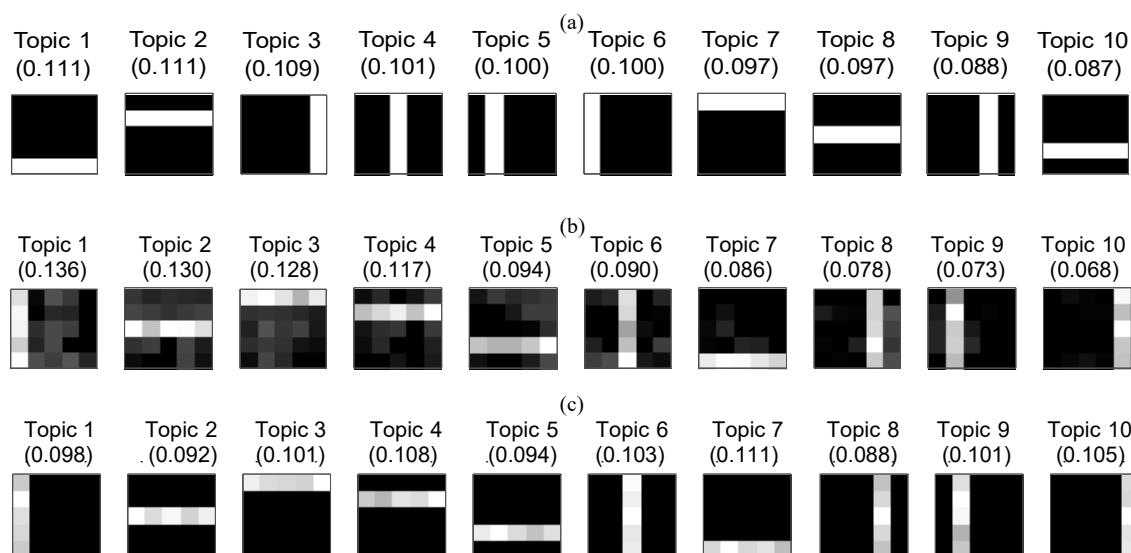 (a)
Topic 1 Topic 2 Topic 3 Topic 4 Topic 5 Topic 6 Topic 7 Topic 8 Topic 9 Topic 10
(0.111) (0.111) (0.109) (0.101) (0.100) (0.100) (0.097) (0.097) (0.088) (0.087)
(b)
Topic 1 Topic 2 Topic 3 Topic 4 Topic 5 Topic 6 Topic 7 Topic 8 Topic 9 Topic 10
(0.136) (0.130) (0.128) (0.117) (0.094) (0.090) (0.086) (0.078) (0.073) (0.068)
(c)
Topic 1 Topic 2 Topic 3 Topic 4 Topic 5 Topic 6 Topic 7 Topic 8 Topic 9 Topic 10
(0.098) (0.092) (0.101) (0.108) (0.094) (0.103) (0.111) (0.088) (0.101) (0.105)